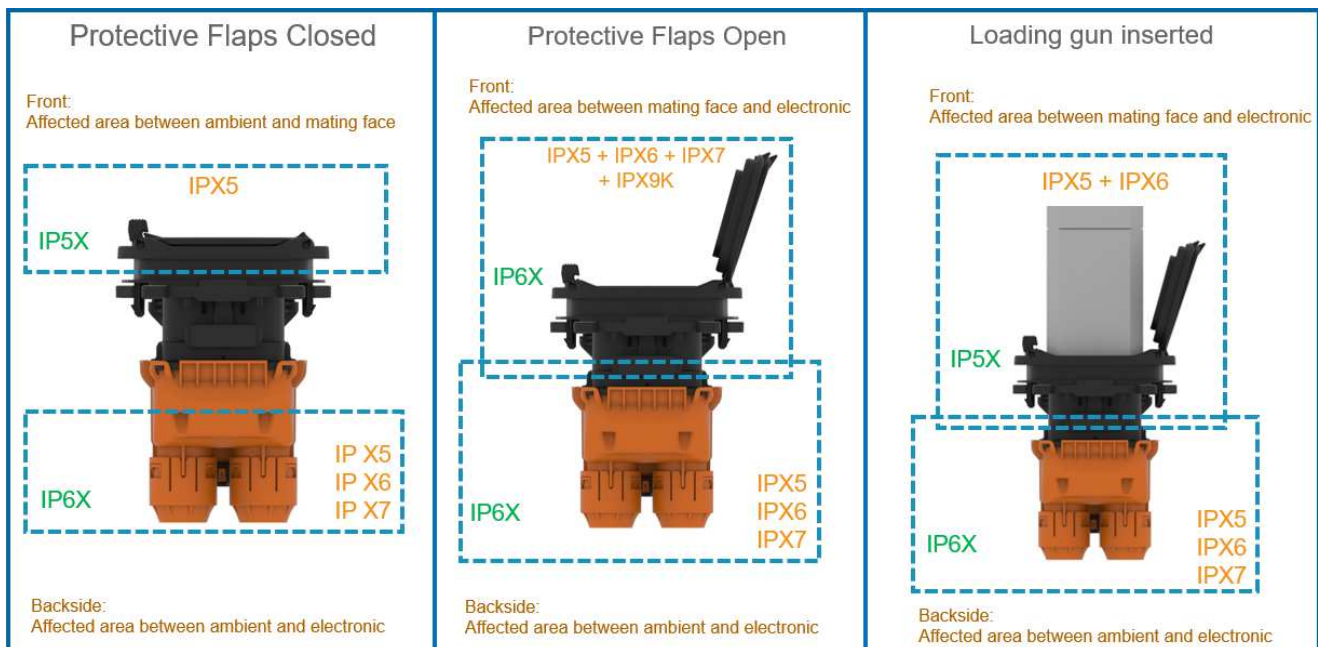 Protective Flaps Closed
Front:
Affected area between ambient and mating face
IPX5
IP5X
IP X5
IP X6
IP X7
IP6X
Backside:
Affected area between ambient and electronic
Protective Flaps Open
Front:
Affected area between mating face and electronic
IPX5 + IPX6 + IPX7
+ IPX9K
IP6X
IPX5
IPX6
IPX7
IP6X
Backside:
Affected area between ambient and electronic
Loading gun inserted
Front:
Affected area between mating face and electronic
IPX5 + IPX6
IP5X
IPX5
IPX6
IPX7
IP6X
Backside:
Affected area between ambient and electronic